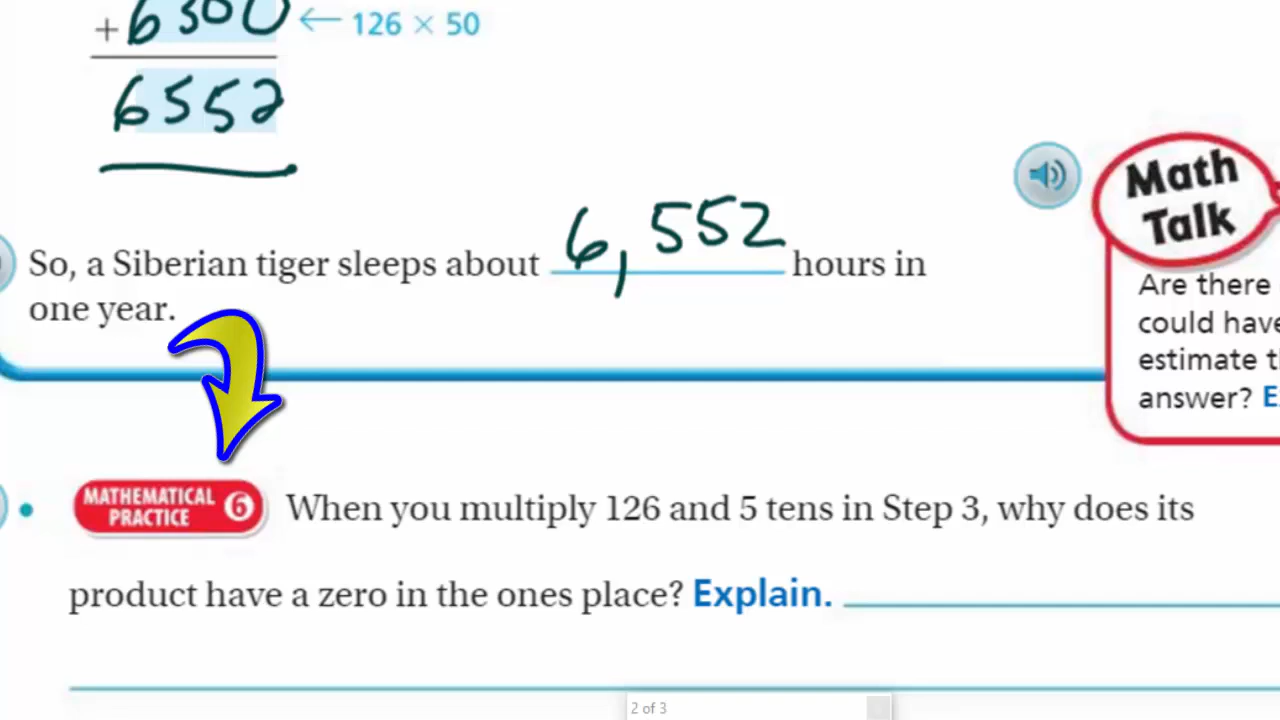 +6300 ← 126 × 50
6552
6,552
So, a Siberian tiger sleeps about hours in
one year.
Math
Talk
Are there
could have
estimate th
answer? E
MATHEMATICAL
PRACTICE 6
When you multiply 126 and 5 tens in Step 3, why does its
product have a zero in the ones place? Explain.
2 of 3